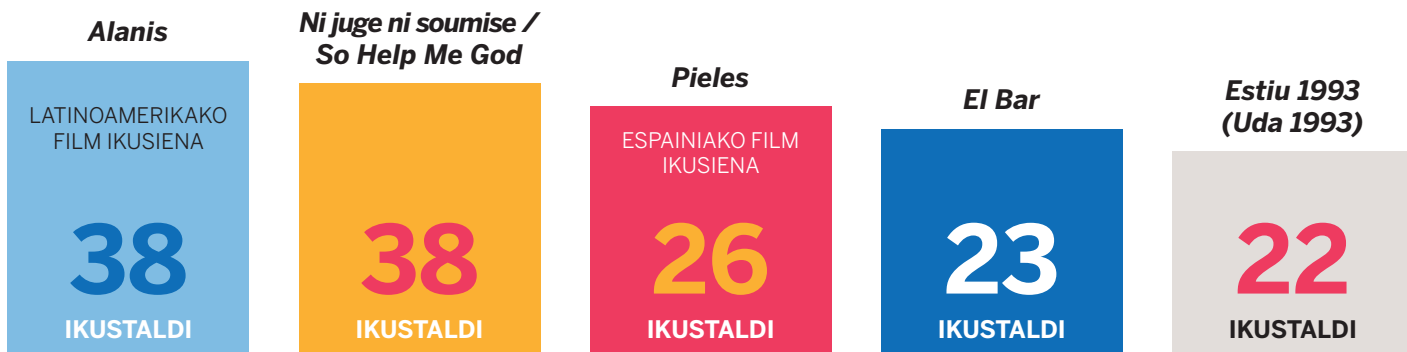 Alanis
LATINOAMERIKAKO
FILM IKUSIENA
38
IKUSTALDI
Ni juge ni soumise /
So Help Me God
38
IKUSTALDI
Pieles
ESPAINIAKO FILM
IKUSIENA
26
IKUSTALDI
El Bar
23
IKUSTALDI
Estiu 1993
(Uda 1993)
22
IKUSTALDI